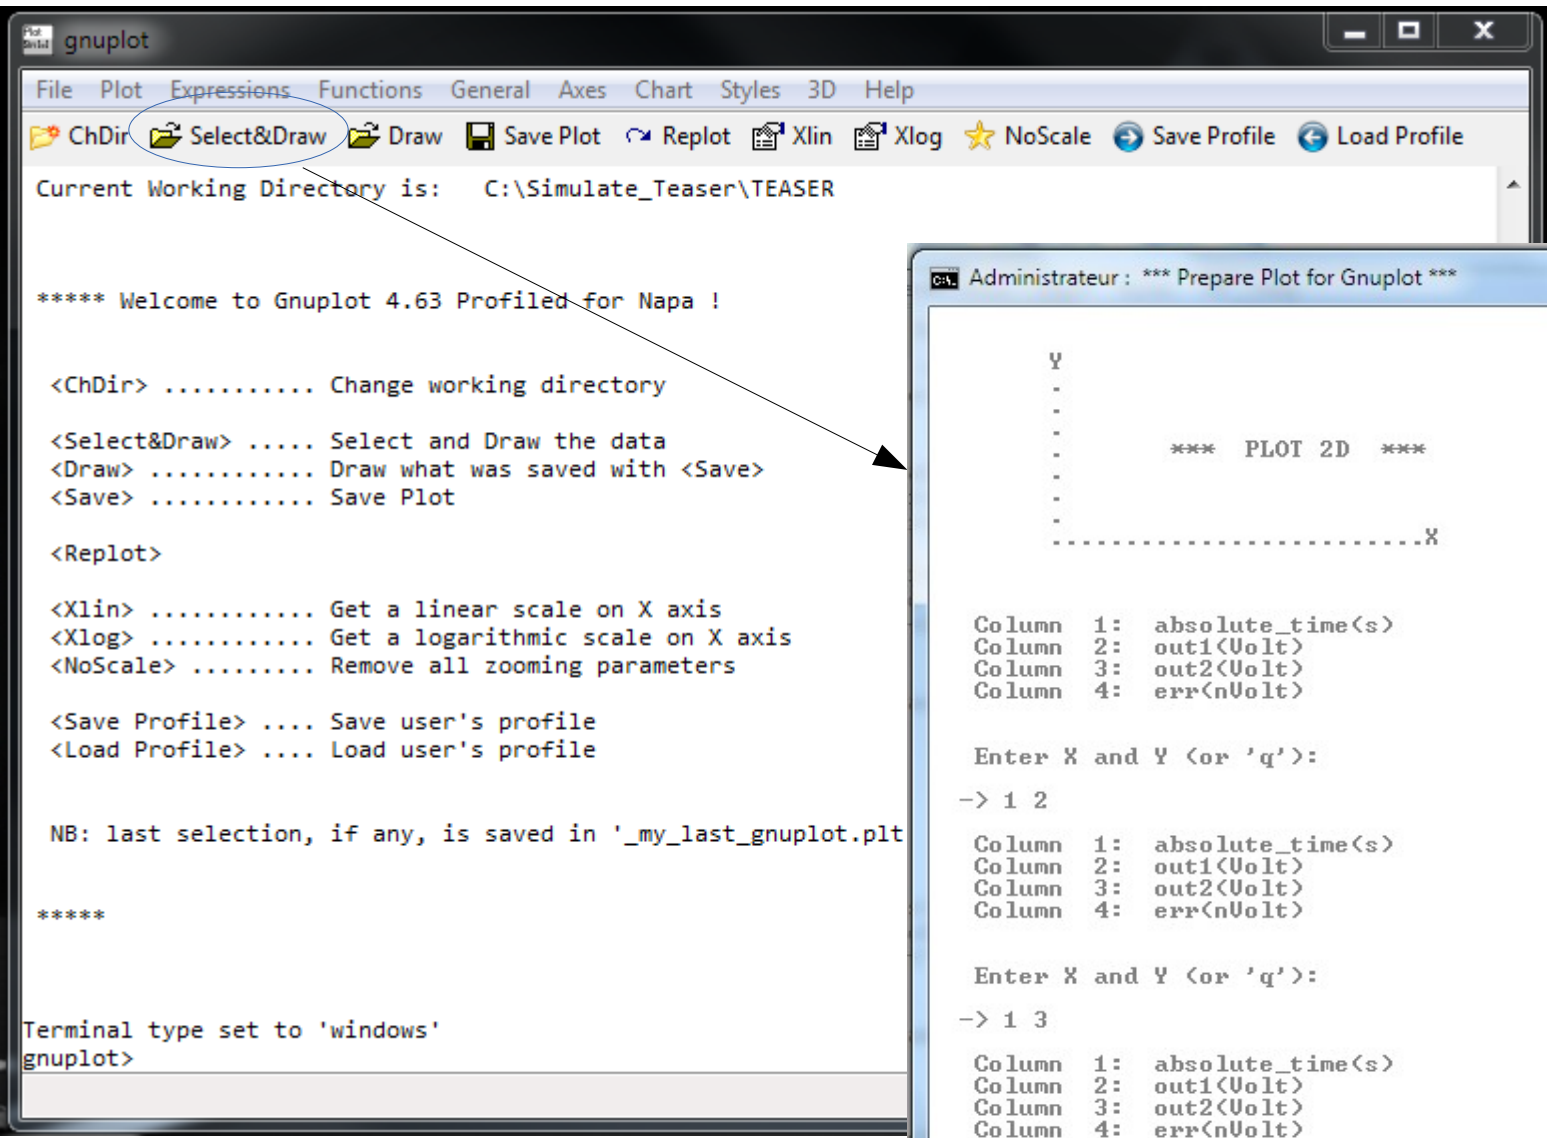 gnuplot
File Plot Expressions Functions General Axes Chart Styles 3D Help
ChDir Select&Draw Draw Save Plot Replot Xlin Xlog NoScale Save Profile Load Profile
Current Working Directory is: C:\Simulate_Teaser\TEASER
***** Welcome to Gnuplot 4.63 Profiled for Napa !
<ChDir> ........... Change working directory
<Select&Draw> ..... Select and Draw the data
<Draw> ............ Draw what was saved with <Save>
<Save> ............ Save Plot
<Replot>
<Xlin> ............ Get a linear scale on X axis
<Xlog> ............ Get a logarithmic scale on X axis
<NoScale> ......... Remove all zooming parameters
<Save Profile> .... Save user's profile
<Load Profile> .... Load user's profile
NB: last selection, if any, is saved in '_my_last_gnuplot.plt
*****
Terminal type set to 'windows'
gnuplot>
Administrateur : *** Prepare Plot for Gnuplot ***
Y
*** PLOT 2D ***
.........................X
Column 1: absolute_time(s)
Column 2: out1(Volt)
Column 3: out2(Volt)
Column 4: err(nVolt)
Enter X and Y (or 'q'):
-> 1 2
Column 1: absolute_time(s)
Column 2: out1(Volt)
Column 3: out2(Volt)
Column 4: err(nVolt)
Enter X and Y (or 'q'):
-> 1 3
Column 1: absolute_time(s)
Column 2: out1(Volt)
Column 3: out2(Volt)
Column 4: err(nVolt)